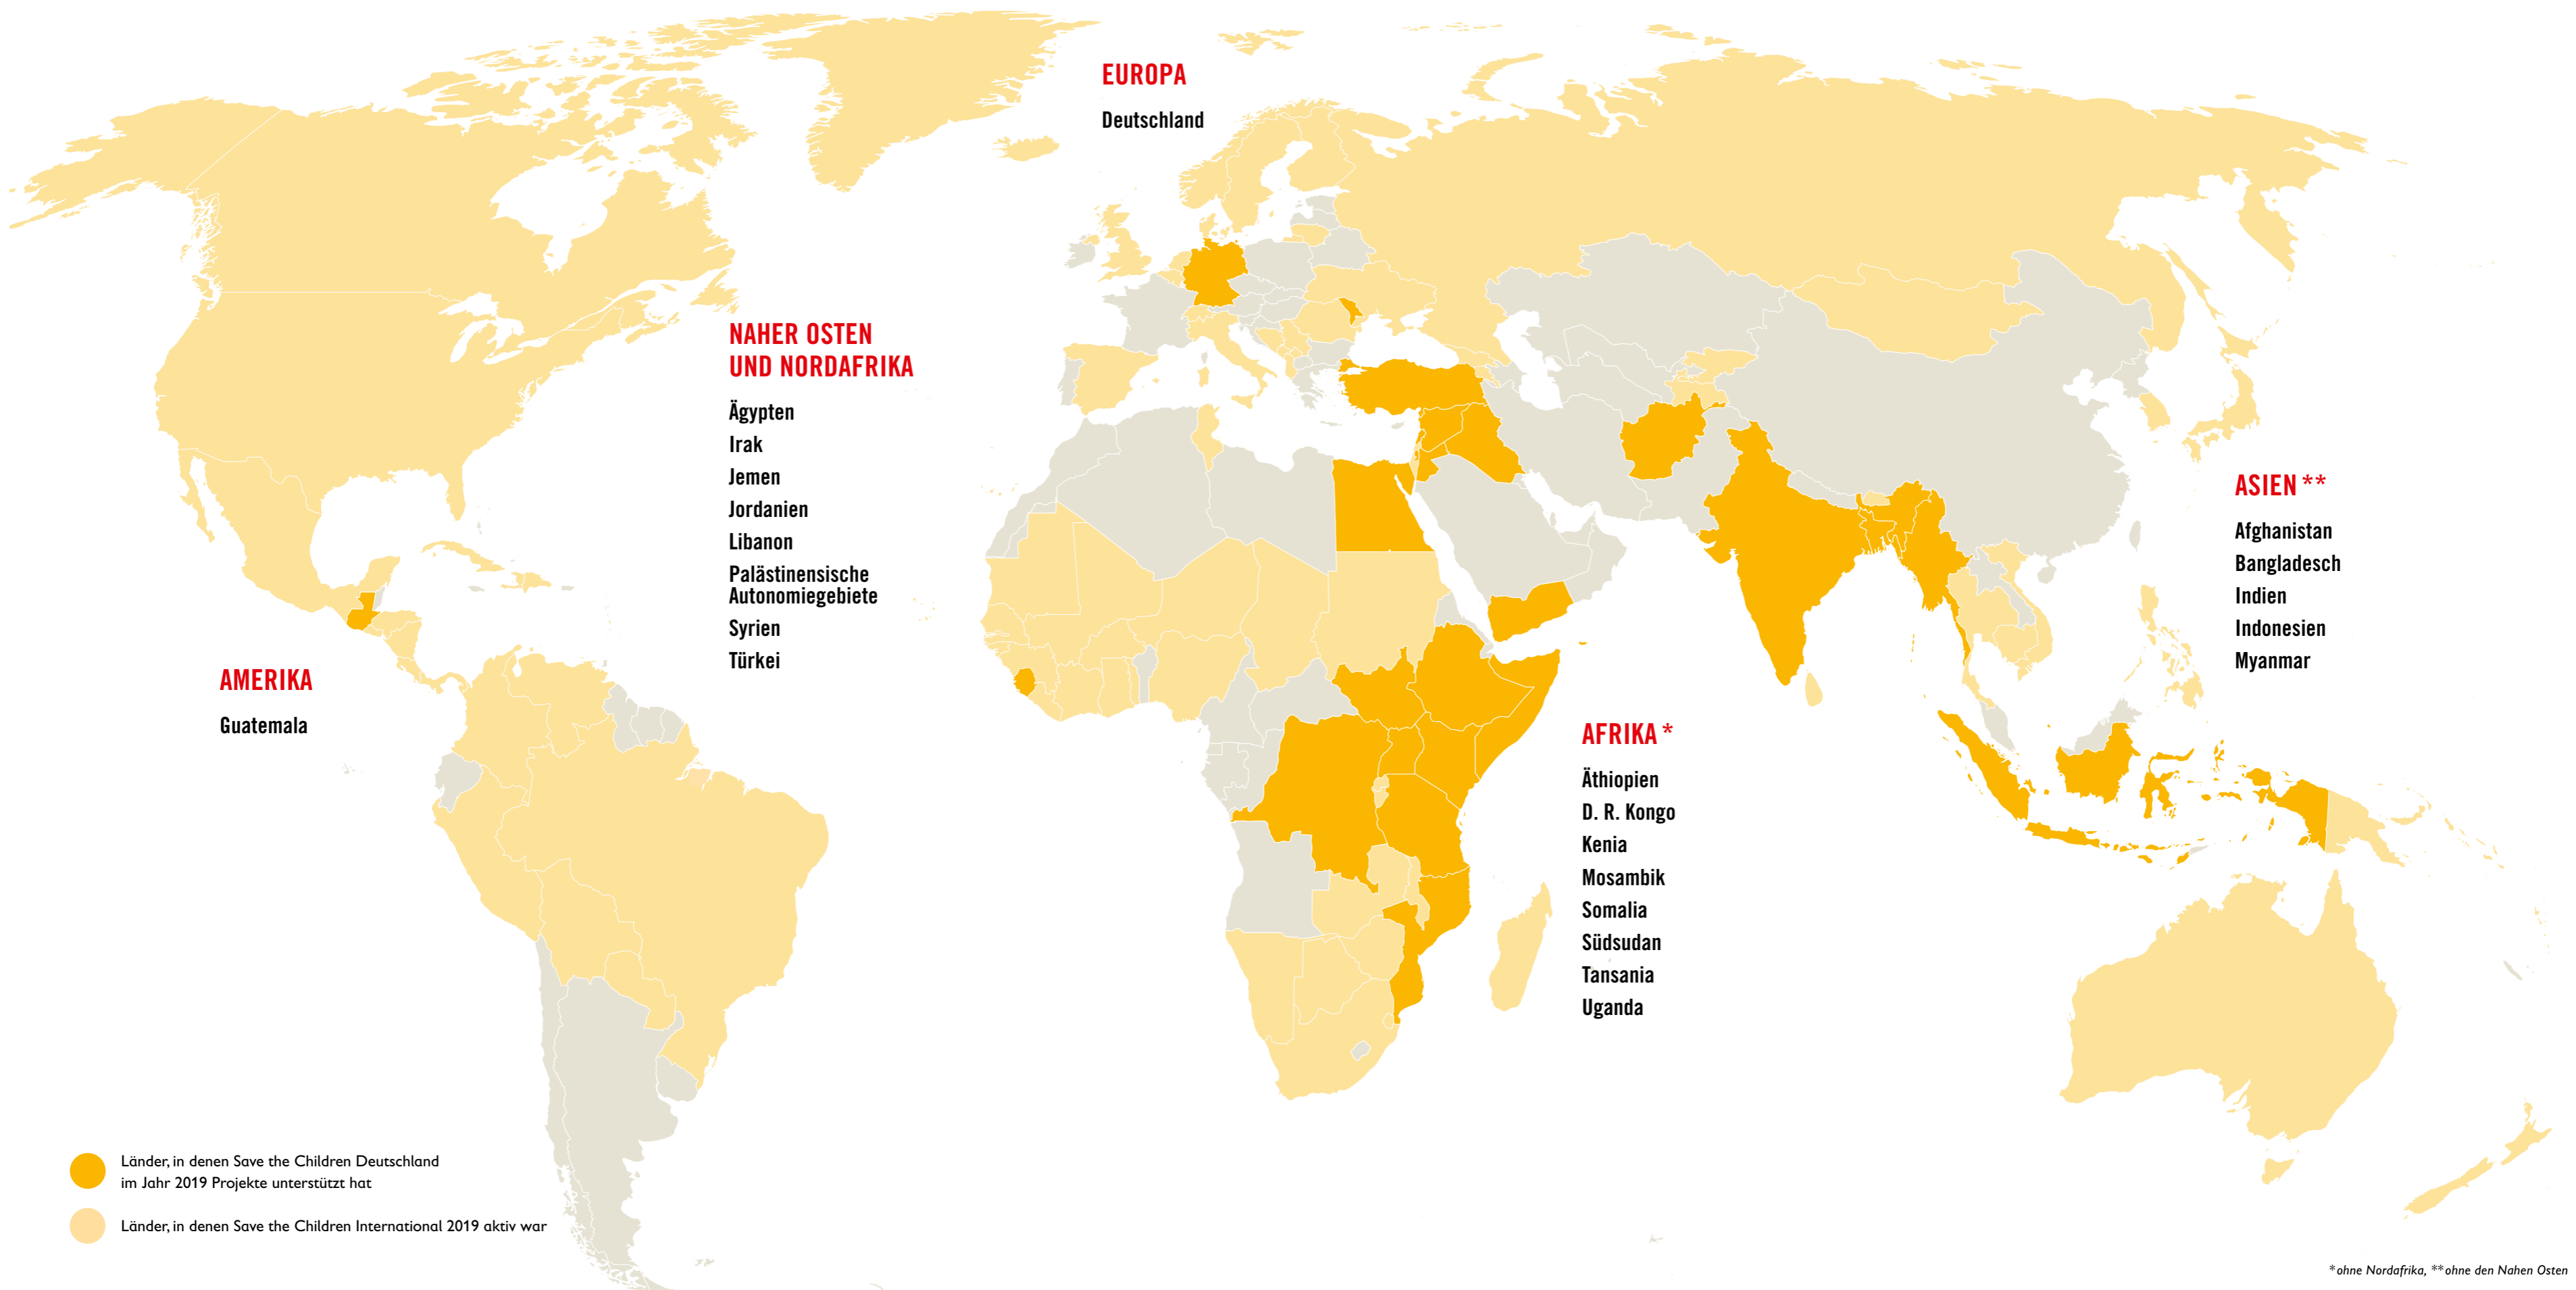 EUROPA
Deutschland
NAHER OSTEN
UND NORDAFRIKA
Ägypten
Irak
Jemen
Jordanien
Libanon
Palästinensische
Autonomiegebiete
Syrien
Türkei
ASIEN **
Afghanistan
Bangladesch
Indien
Indonesien
Myanmar
AMERIKA
Guatemala
AFRIKA *
Äthiopien
D. R. Kongo
Kenia
Mosambik
Somalia
Südsudan
Tansania
Uganda
Länder, in denen Save the Children Deutschland
im Jahr 2019 Projekte unterstützt hat
Länder, in denen Save the Children International 2019 aktiv war
* ohne Nordafrika, ** ohne den Nahen Osten